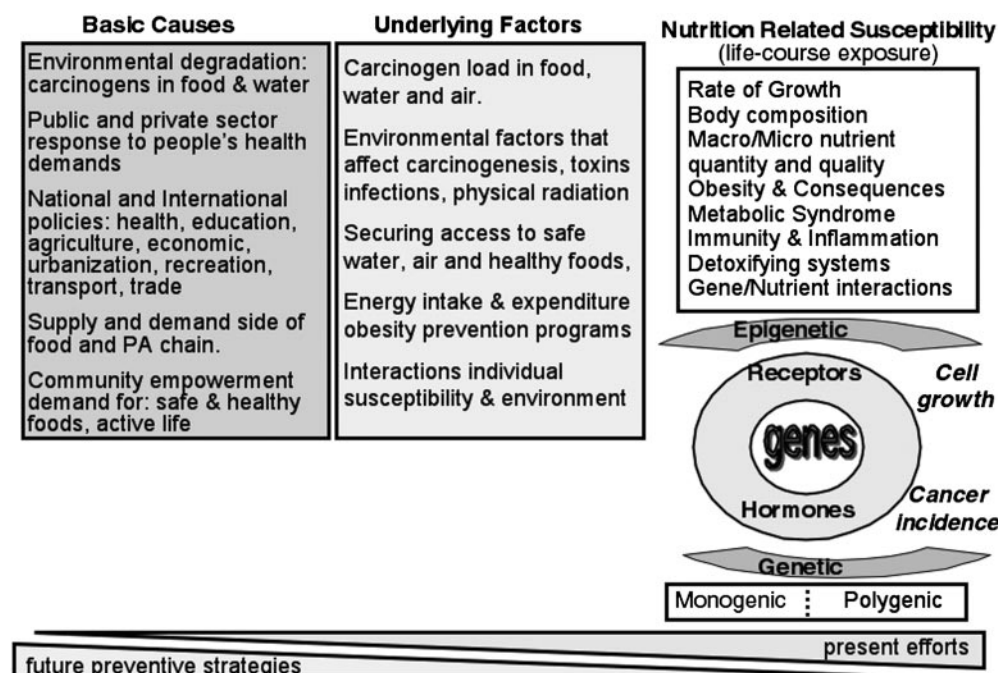 Basic Causes
Environmental degradation:
carcinogens in food & water
Public and private sector
response to people's health
demands
National and International
policies: health, education,
agriculture, economic,
urbanization, recreation,
transport, trade
Supply and demand side of
food and PA chain.
Community empowerment
demand for: safe & healthy
foods, active life
Underlying Factors
Carcinogen load in food,
water and air.
Environmental factors that
affect carcinogenesis, toxins
infections, physical radiation
Securing access to safe
water, air and healthy foods,
Energy intake & expenditure
obesity prevention programs
Interactions individual
susceptibility & environment
Nutrition Related Susceptibility
(life-course exposure)
Rate of Growth
Body composition
Macro/Micro nutrient
quantity and quality
Obesity & Consequences
Metabolic Syndrome
Immunity & Inflammation
Detoxifying systems
Gene/Nutrient interactions
Epigenetic
Receptors
Cell
growth
genes
Hormones
Cancer
incidence
Genetic
Monogenic
Polygenic
present efforts
future preventive strategies